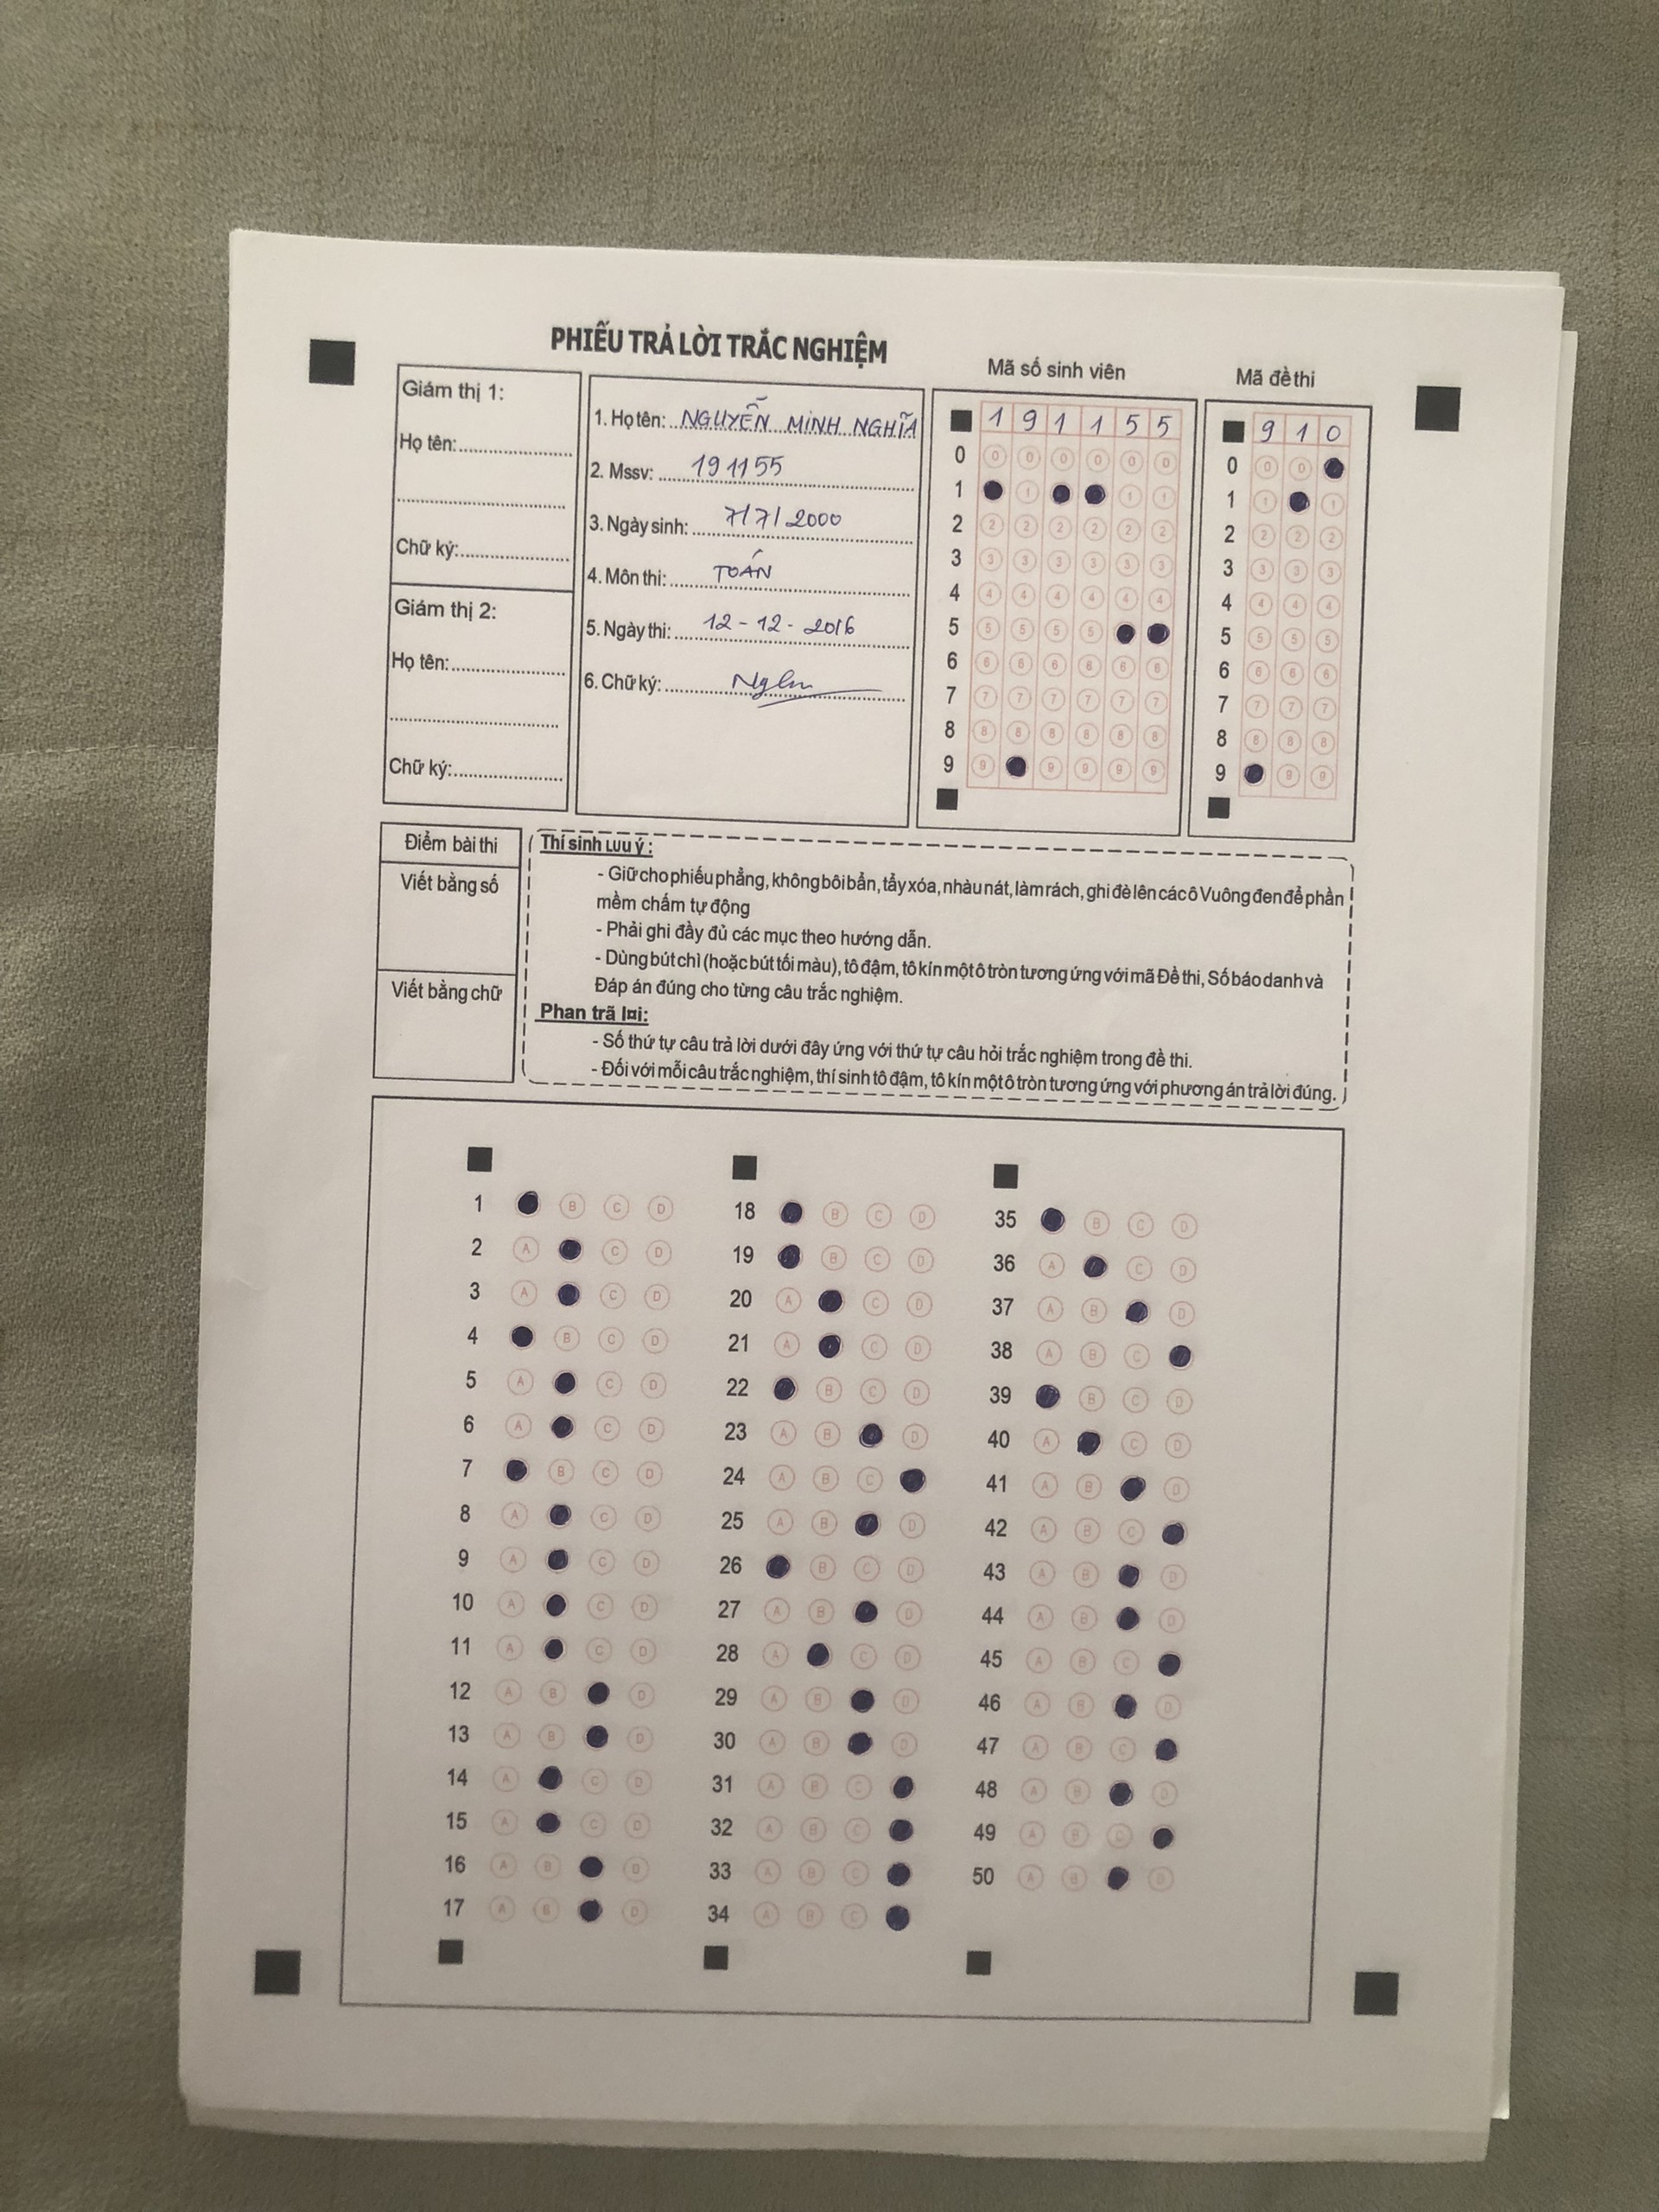 PHIẾU TRẢ LỜI TRẮC NGHIỆM
Giám thị 1:
Họ tên:
Chữ ký:
Giám thị 2:
Họ tên:
Chữ ký:
1. Họ tên: NGUYỄN MINH NGHĨA
2. Mssv: 191155
3. Ngày sinh: 7/7/2000
4. Môn thi: TOÁN
5. Ngày thi: 12-12-2016
6. Chữ ký:
Mã số sinh viên
1 9 1 1 5 5
0 0 0 0 0 0 0
1 1 1 1
2 2 2 2 2 2 2
3 3 3 3 3 3 3
4 4 4 4 4 4 4
5 5 5 5 5
6 6 6 6 6 6 6
7 7 7 7 7 7 7
8 8 8 8 8 8 8
9 9 9 9 9 9
Mã đề thi
9 1 0
0 0 0
1 1 1
2 2 2 2
3 3 3 3
4 4 4 4
5 5 5 5
6 6 6 6
7 7 7 7
8 8 8 8
9 9 9
Điểm bài thi
Viết bằng số
Viết bằng chữ
Thí sinh Lưu ý:
- Giữ cho phiếu phẳng, không bôi bẩn, tẩy xóa, nhàu nát, làm rách, ghi đè lên các ô Vuông đen để phần
mềm chấm tự động
- Phải ghi đầy đủ các mục theo hướng dẫn.
- Dùng bút chì (hoặc bút tối màu), tô đậm, tô kín một ô tròn tương ứng với mã Đề thi, Số báo danh và
Đáp án đúng cho từng câu trắc nghiệm.
Phan trã l¤i:
- Số thứ tự câu trả lời dưới đây ứng với thứ tự câu hỏi trắc nghiệm trong đề thi.
- Đối với mỗi câu trắc nghiệm, thí sinh tô đậm, tô kín một ô tròn tương ứng với phương án trả lời đúng.
1 B C D
2 A C D
3 A C D
4 B C D
5 A C D
6 A C D
7 B C D
8 A C D
9 A C D
10 A C D
11 A C D
12 A B D
13 A B D
14 A C D
15 A C D
16 A B D
17 A B D
18 B C D
19 B C D
20 A C D
21 A C D
22 B C D
23 A B D
24 A B C
25 A B D
26 B C D
27 A B D
28 A C D
29 A B D
30 A B D
31 A B C
32 A B C
33 A B C
34 A B C
35 B C D
36 A C D
37 A B D
38 A B C
39 B C D
40 A C D
41 A B D
42 A B C
43 A B D
44 A B D
45 A B C
46 A B D
47 A B C
48 A B D
49 A B C
50 A B D